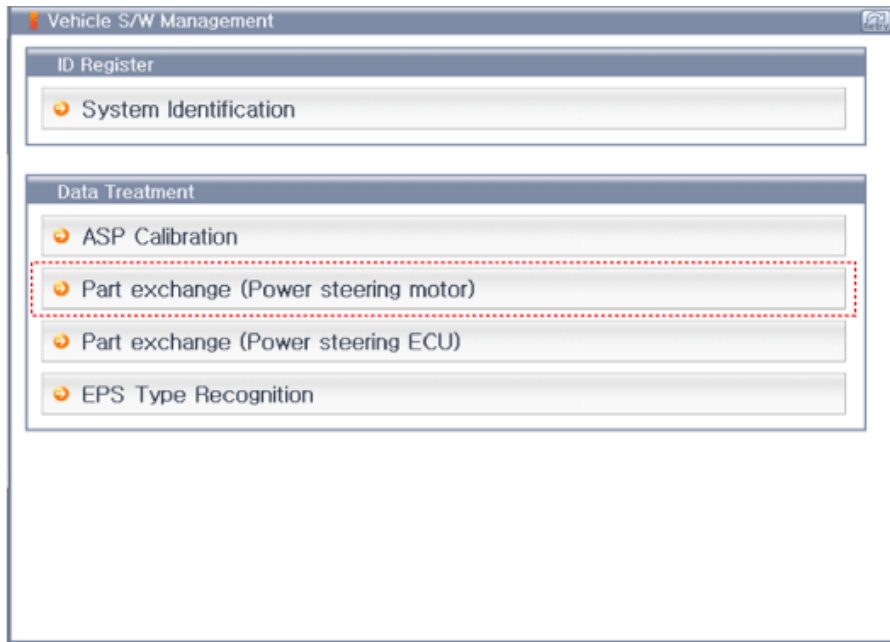 Vehicle S/W Management
ID Register
System Identification
Data Treatment
ASP Calibration
Part exchange (Power steering motor)
Part exchange (Power steering ECU)
EPS Type Recognition